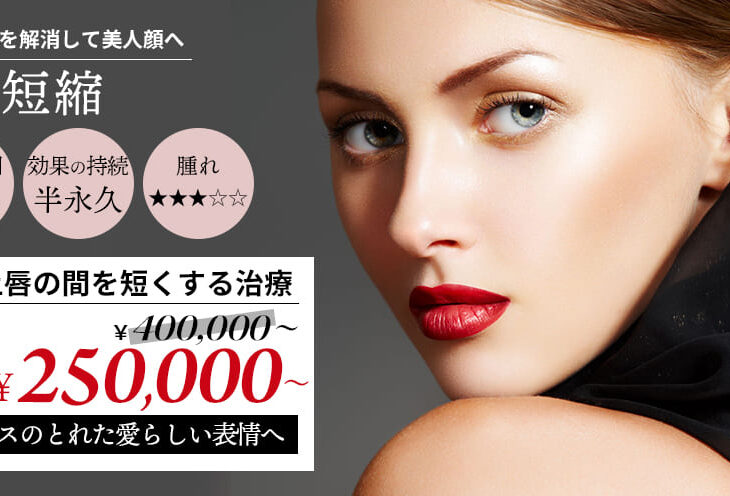 を解消して美人顔へ
短縮
効果の持続
半永久
腫れ
★★★☆☆
唇の間を短くする治療
¥400,000～
¥250,000～
スのとれた愛らしい表情へ